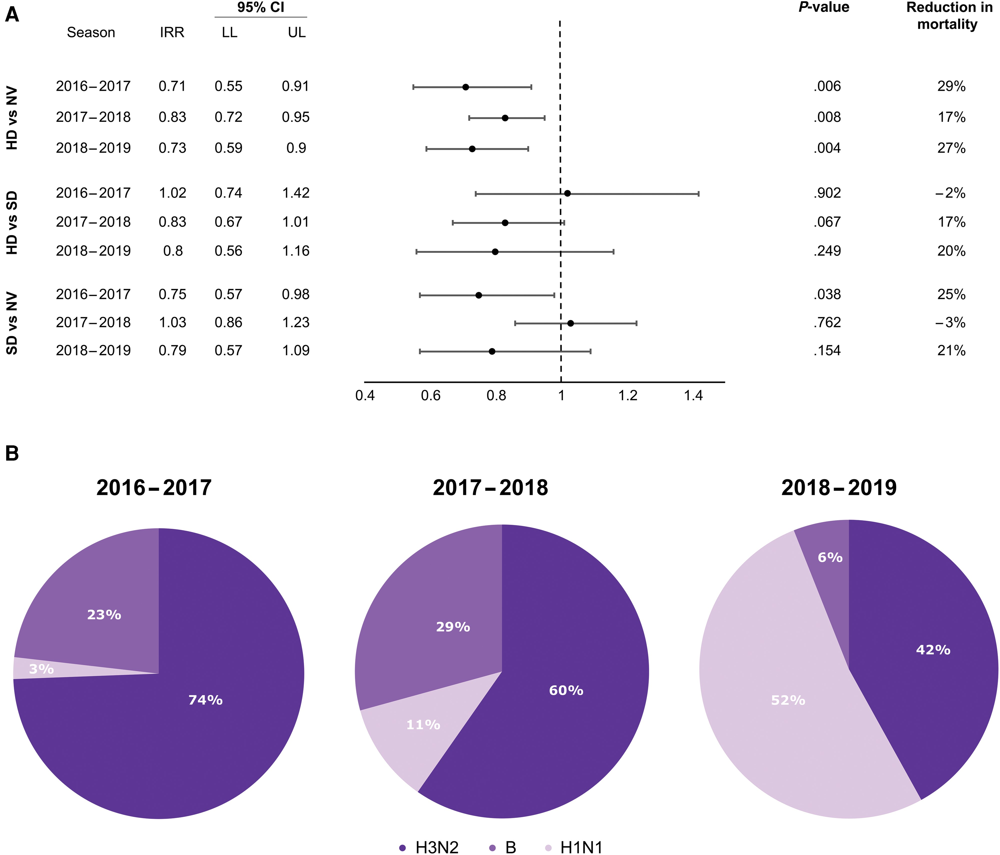 A
95% CI
P-value
Reduction in
mortality
Season IRR LL UL
HD vs NV
2016–2017 0.71 0.55 0.91 .006 29%
2017–2018 0.83 0.72 0.95 .008 17%
2018–2019 0.73 0.59 0.9 .004 27%
HD vs SD
2016–2017 1.02 0.74 1.42 .902 –2%
2017–2018 0.83 0.67 1.01 .067 17%
2018–2019 0.8 0.56 1.16 .249 20%
SD vs NV
2016–2017 0.75 0.57 0.98 .038 25%
2017–2018 1.03 0.86 1.23 .762 –3%
2018–2019 0.79 0.57 1.09 .154 21%
0.4 0.6 0.8 1 1.2 1.4
B
2016–2017
23%
3%
74%
2017–2018
29%
60%
11%
2018–2019
6%
42%
52%
H3N2 B H1N1